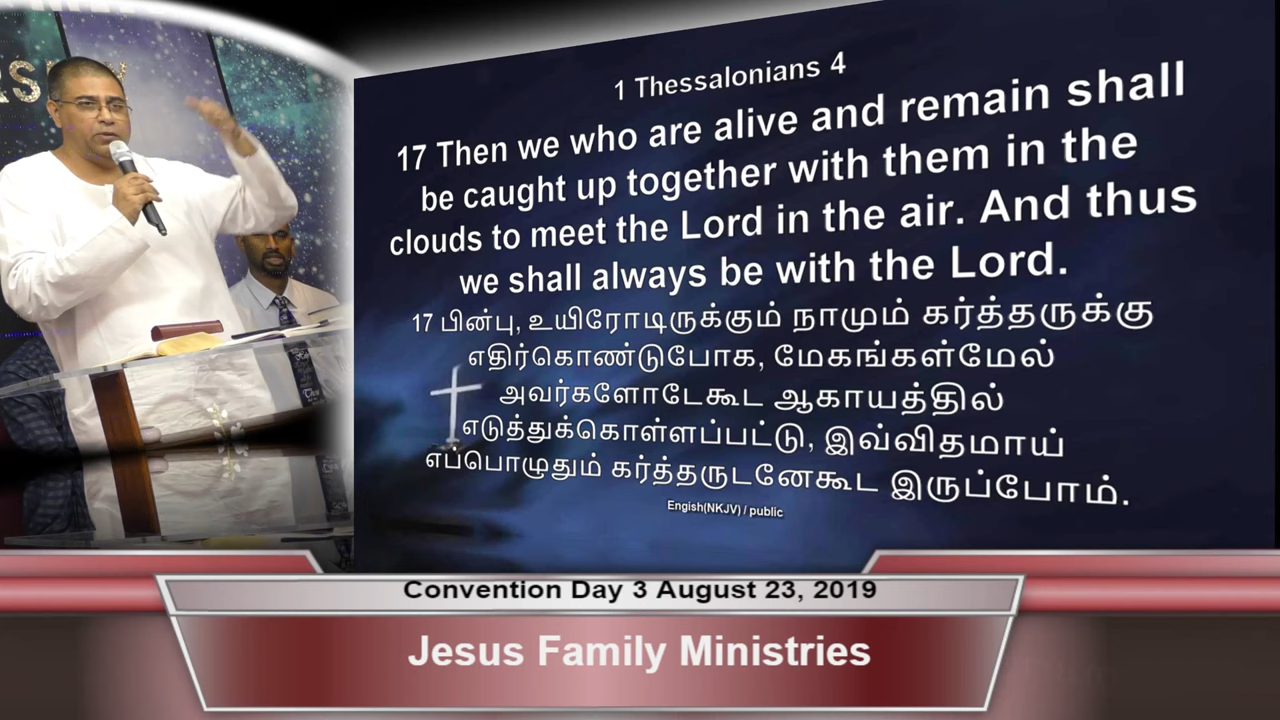 1 Thessalonians 4
17 Then we who are alive and remain shall
be caught up together with them in the
clouds to meet the Lord in the air. And thus
we shall always be with the Lord.
17 பின்பு, உயிரோடிருக்கும் நாமும் கர்த்தருக்கு
எதிர்கொண்டுபோக, மேகங்கள்மேல்
அவர்களோடேகூட ஆகாயத்தில்
எடுத்துக்கொள்ளப்பட்டு, இவ்விதமாய்
எப்பொழுதும் கர்த்தருடனேகூட இருப்போம்.
Engish(NKJV) / public
Convention Day 3 August 23, 2019
Jesus Family Ministries